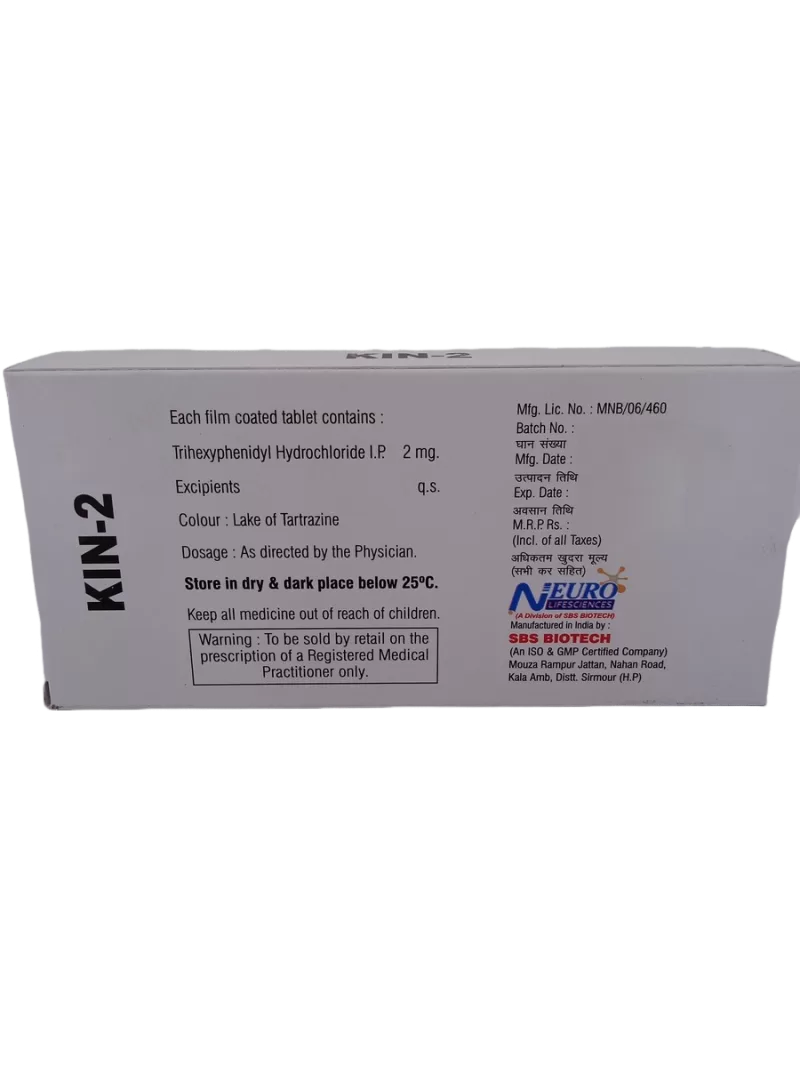 KIN-2
KIN-2
Each film coated tablet contains :
Trihexyphenidyl Hydrochloride I.P. 2 mg.
Excipients q.s.
Colour : Lake of Tartrazine
Dosage : As directed by the Physician.
Store in dry & dark place below 25ºC.
Keep all medicine out of reach of children.
Warning : To be sold by retail on the
prescription of a Registered Medical
Practitioner only.
Mfg. Lic. No. : MNB/06/460
Batch No. :
घान संख्या
Mfg. Date :
उत्पादन तिथि
Exp. Date :
अवसान तिथि
M.R.P. Rs. :
(Incl. of all Taxes)
अधिकतम खुदरा मूल्य
(सभी कर सहित)
NEURO
LIFESCIENCES
(A Division of SBS BIOTECH)
Manufactured in India by :
SBS BIOTECH
(An ISO & GMP Certified Company)
Mouza Rampur Jattan, Nahan Road,
Kala Amb, Distt. Sirmour (H.P)